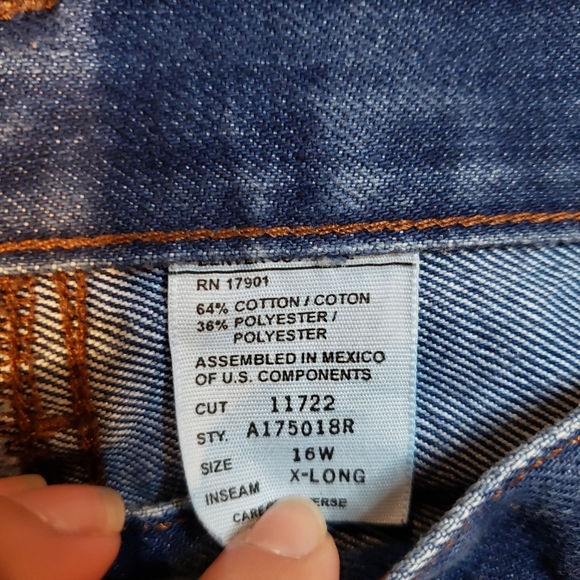 RN 17901
64% COTTON / COTON
36% POLYESTER /
POLYESTER
ASSEMBLED IN MEXICO
OF U.S. COMPONENTS
CUT 11722
STY. A175018R
SIZE 16W
INSEAM X-LONG
CARE